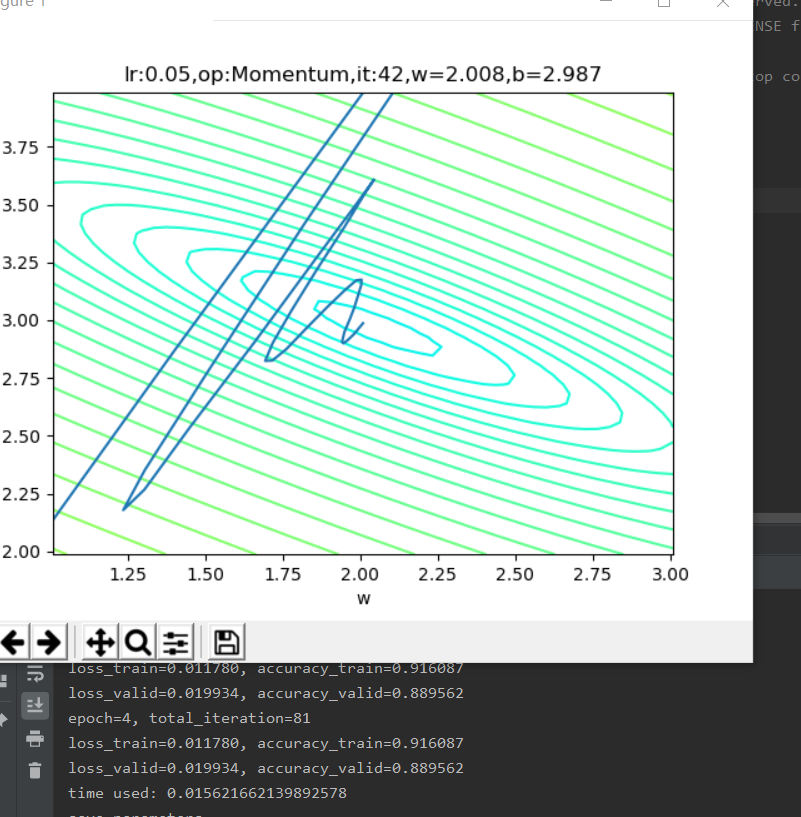 gure 1
rved.
NSE f
op co
lr:0.05,op:Momentum,it:42,w=2.008,b=2.987
3.75
3.50
3.25
3.00
2.75
2.50
2.25
2.00
1.25 1.50 1.75 2.00 2.25 2.50 2.75 3.00
w
loss_train=0.011780, accuracy_train=0.916087
loss_valid=0.019934, accuracy_valid=0.889562
epoch=4, total_iteration=81
loss_train=0.011780, accuracy_train=0.916087
loss_valid=0.019934, accuracy_valid=0.889562
time used: 0.015621662139892578
save parameters